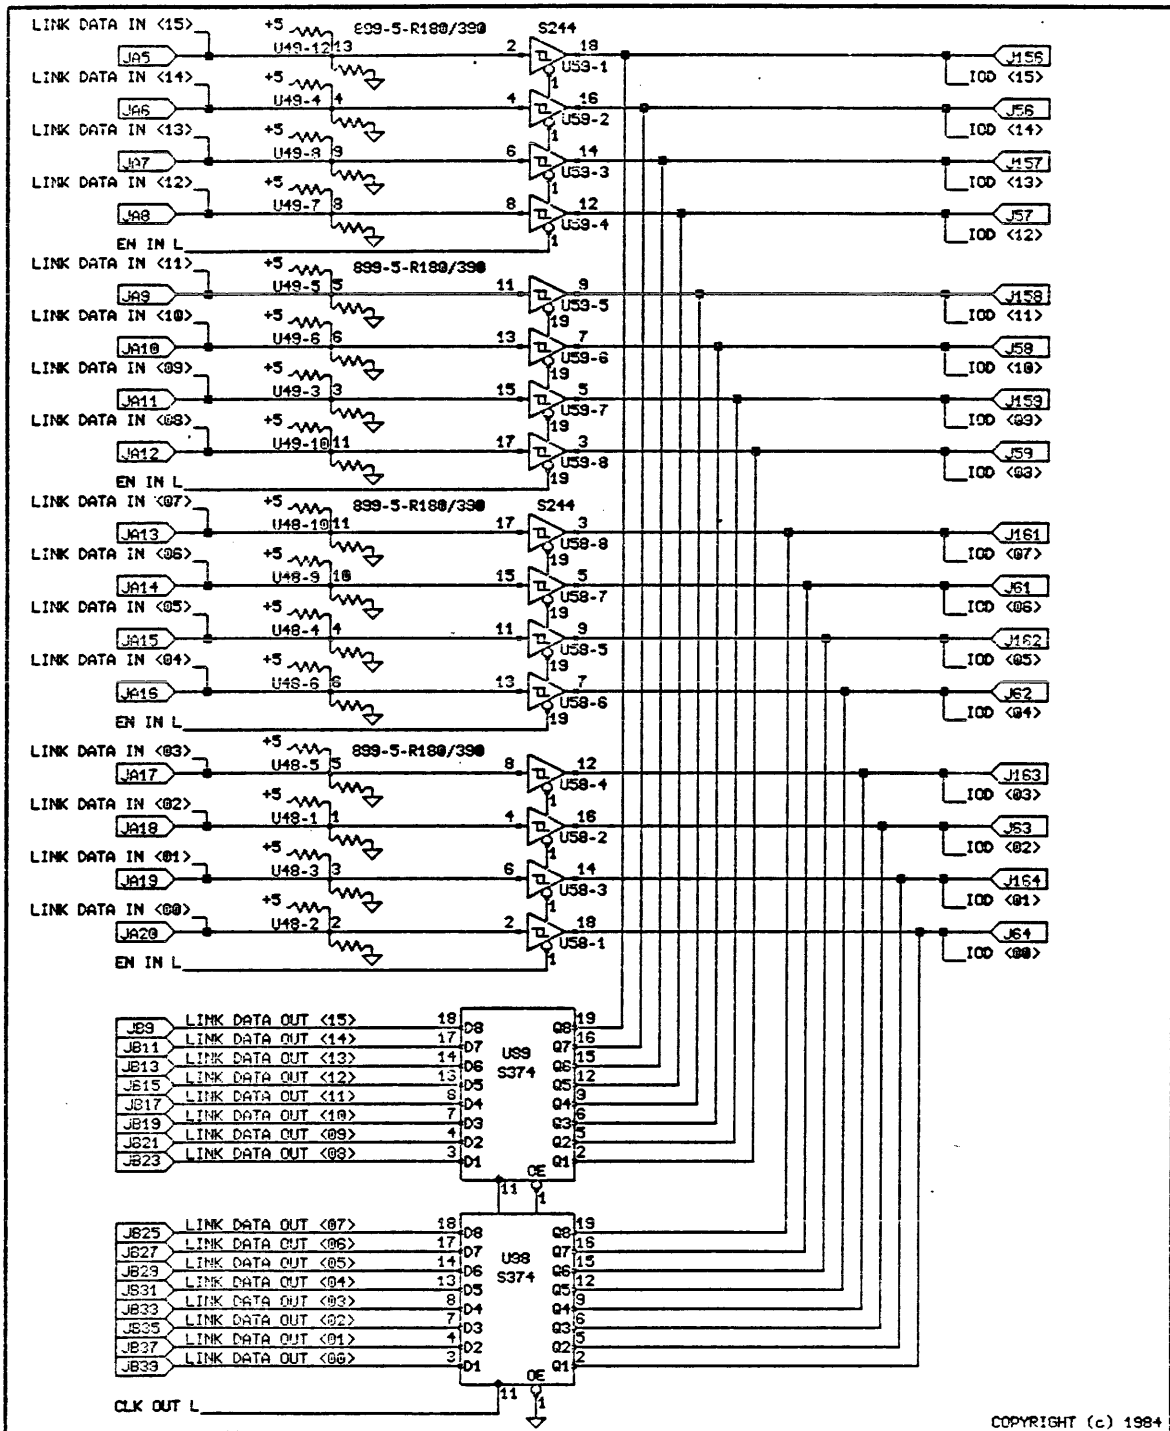 LINK DATA IN <15> +5 899-5-R180/390 S244
JA5 U49-12 13 2 18 U59-1 J156
LINK DATA IN <14> +5 1 IOD <15>
JA6 U49-4 4 4 16 U59-2 J56
LINK DATA IN <13> +5 1 IOD <14>
JA7 U49-8 9 6 14 U59-3 J157
LINK DATA IN <12> +5 1 IOD <13>
JA8 U49-7 8 8 12 U59-4 J57
EN IN L 1 IOD <12>
LINK DATA IN <11> +5 899-5-R180/390
JA9 U49-5 5 11 9 U59-5 J158
LINK DATA IN <10> +5 19 IOD <11>
JA10 U49-6 6 13 7 U59-6 J58
LINK DATA IN <09> +5 19 IOD <10>
JA11 U49-3 3 15 5 U59-7 J159
LINK DATA IN <08> +5 19 IOD <09>
JA12 U49-10 11 17 3 U59-8 J59
EN IN L 19 IOD <08>
LINK DATA IN <07> +5 899-5-R180/390 S244
JA13 U48-10 11 17 3 U58-8 J161
LINK DATA IN <06> +5 19 IOD <07>
JA14 U48-9 10 15 5 U58-7 J61
LINK DATA IN <05> +5 19 IOD <06>
JA15 U48-4 4 11 9 U58-5 J162
LINK DATA IN <04> +5 19 IOD <05>
JA16 U48-6 6 13 7 U58-6 J62
EN IN L 19 IOD <04>
LINK DATA IN <03> +5 899-5-R180/390
JA17 U48-5 5 8 12 U58-4 J163
LINK DATA IN <02> +5 1 IOD <03>
JA18 U48-1 1 4 16 U58-2 J63
LINK DATA IN <01> +5 1 IOD <02>
JA19 U48-3 3 6 14 U58-3 J164
LINK DATA IN <00> +5 1 IOD <01>
JA20 U48-2 2 2 18 U58-1 J64
EN IN L 1 IOD <00>
JB9 LINK DATA OUT <15> 18 D8 Q8 19
JB11 LINK DATA OUT <14> 17 D7 Q7 16
JB13 LINK DATA OUT <13> 14 D6 Q6 15
JB15 LINK DATA OUT <12> 13 D5 Q5 12
JB17 LINK DATA OUT <11> 8 D4 Q4 9
JB19 LINK DATA OUT <10> 7 D3 Q3 6
JB21 LINK DATA OUT <09> 4 D2 Q2 5
JB23 LINK DATA OUT <08> 3 D1 Q1 2
U99
S374
OE
11 1
JB25 LINK DATA OUT <07> 18 D8 Q8 19
JB27 LINK DATA OUT <06> 17 D7 Q7 16
JB29 LINK DATA OUT <05> 14 D6 Q6 15
JB31 LINK DATA OUT <04> 13 D5 Q5 12
JB33 LINK DATA OUT <03> 8 D4 Q4 9
JB35 LINK DATA OUT <02> 7 D3 Q3 6
JB37 LINK DATA OUT <01> 4 D2 Q2 5
JB39 LINK DATA OUT <00> 3 D1 Q1 2
U98
S374
OE
11 1
CLK OUT L
COPYRIGHT (c) 1984